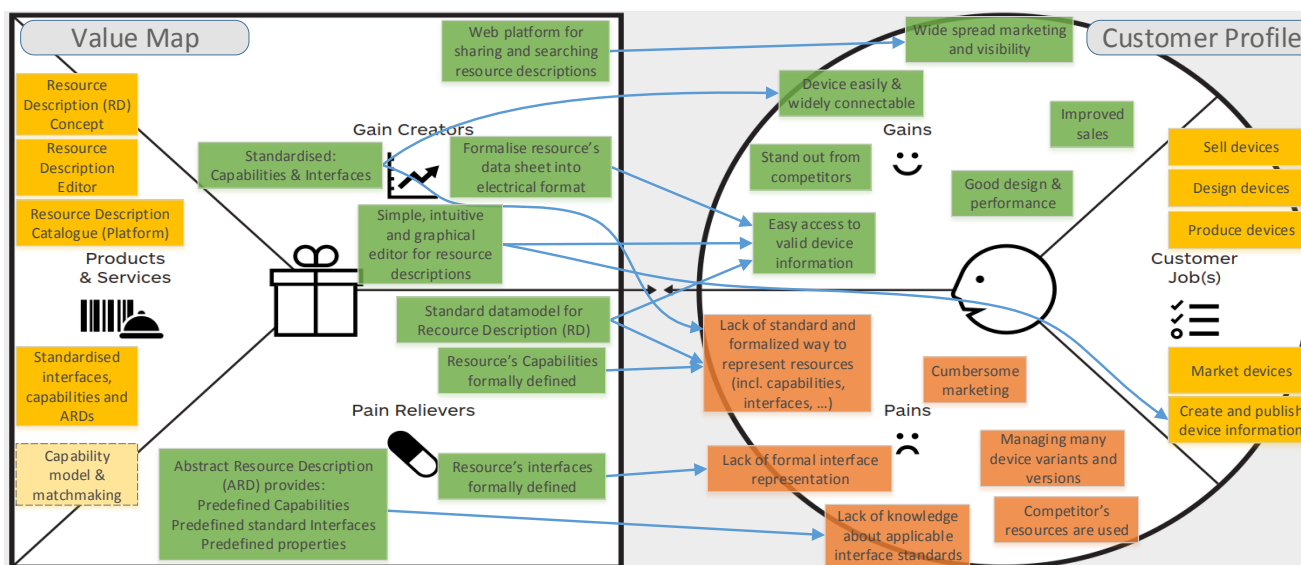 Value Map
Customer Profile
Web platform for
sharing and searching
resource descriptions
Wide spread marketing
and visibility
Resource
Description (RD)
Concept
Resource
Description
Editor
Resource Description
Catalogue (Platform)
Products
& Services
Standardised
interfaces,
capabilities and
ARDs
Capability
model &
matchmaking
Gain Creators
Standardised:
Capabilities & Interfaces
Formalise resource's
data sheet into
electrical format
Simple, intuitive
and graphical
editor for resource
descriptions
Standard datamodel for
Recource Description (RD)
Resource's Capabilities
formally defined
Pain Relievers
Abstract Resource Description
(ARD) provides:
Predefined Capabilities
Predefined standard Interfaces
Predefined properties
Resource's interfaces
formally defined
Device easily &
widely connectable
Gains
Improved
sales
Stand out from
competitors
Good design &
performance
Easy access to
valid device
information
Sell devices
Design devices
Produce devices
Customer
Job(s)
Market devices
Create and publish
device information
Lack of standard and
formalized way to
represent resources
(incl. capabilities,
interfaces, ...)
Cumbersome
marketing
Pains
Managing many
device variants and
versions
Lack of formal interface
representation
Lack of knowledge
about applicable
interface standards
Competitor's
resources are used